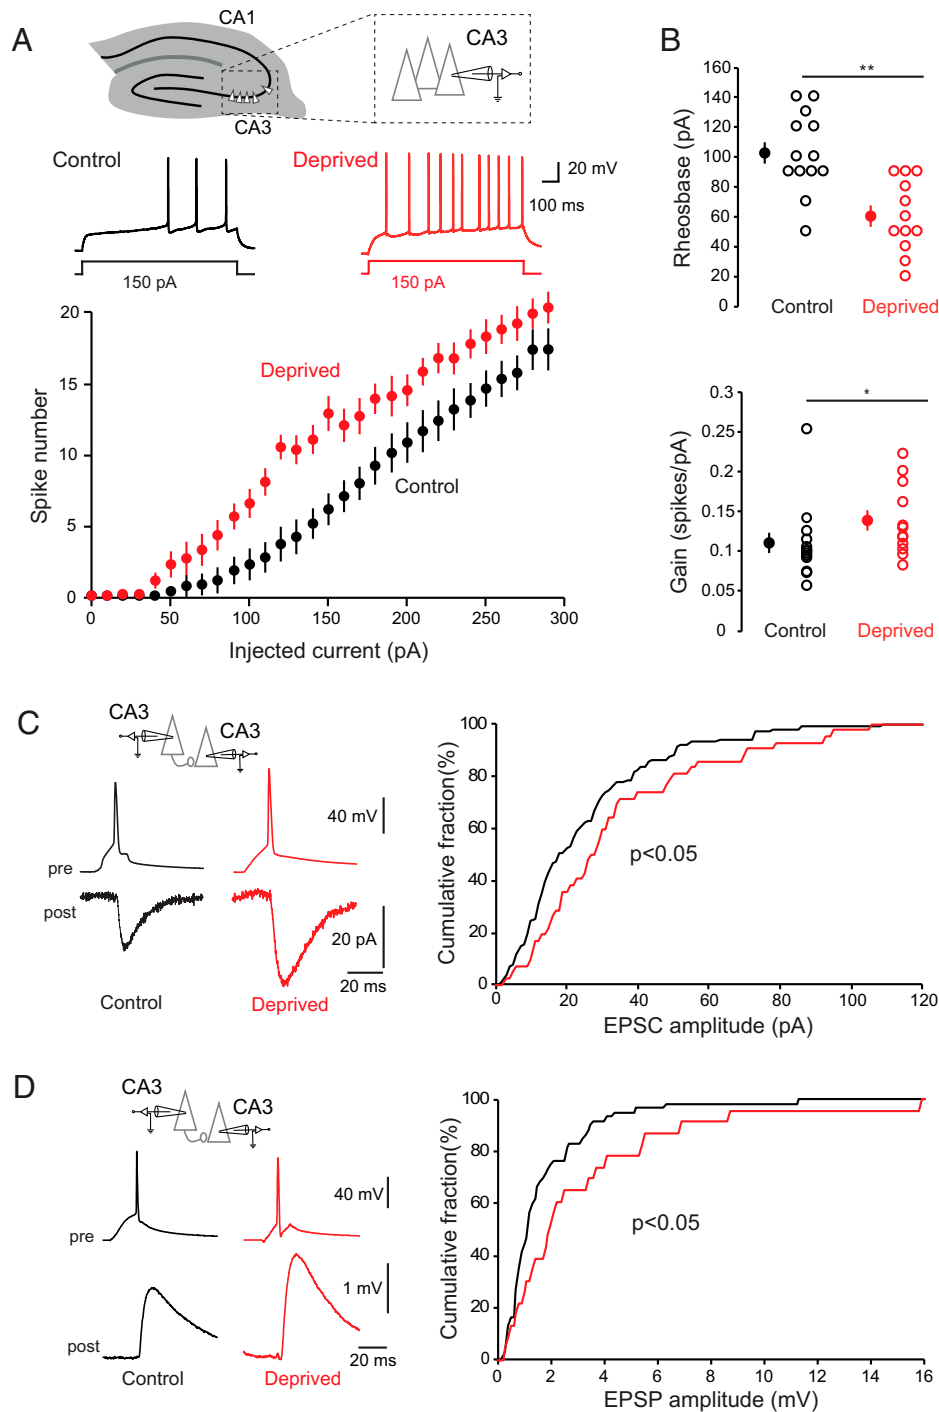 A
CA1
CA3
CA3
Control
Deprived
20 mV
100 ms
150 pA
150 pA
20
15
10
5
0
Spike number
Deprived
Control
0 50 100 150 200 250 300
Injected current (pA)
B
**
160
140
120
100
80
60
40
20
0
Rheosbase (pA)
Control Deprived
*
0.3
0.25
0.2
0.15
0.1
0.05
0
Gain (spikes/pA)
Control Deprived
C
CA3
CA3
40 mV
pre
post
20 pA
20 ms
Control Deprived
100
80
60
40
20
0
Cumulative fraction(%)
p<0.05
0 20 40 60 80 100 120
EPSC amplitude (pA)
D
CA3
CA3
40 mV
pre
1 mV
post
20 ms
Control Deprived
100
80
60
40
20
0
Cumulative fraction(%)
p<0.05
0 2 4 6 8 10 12 14 16
EPSP amplitude (mV)